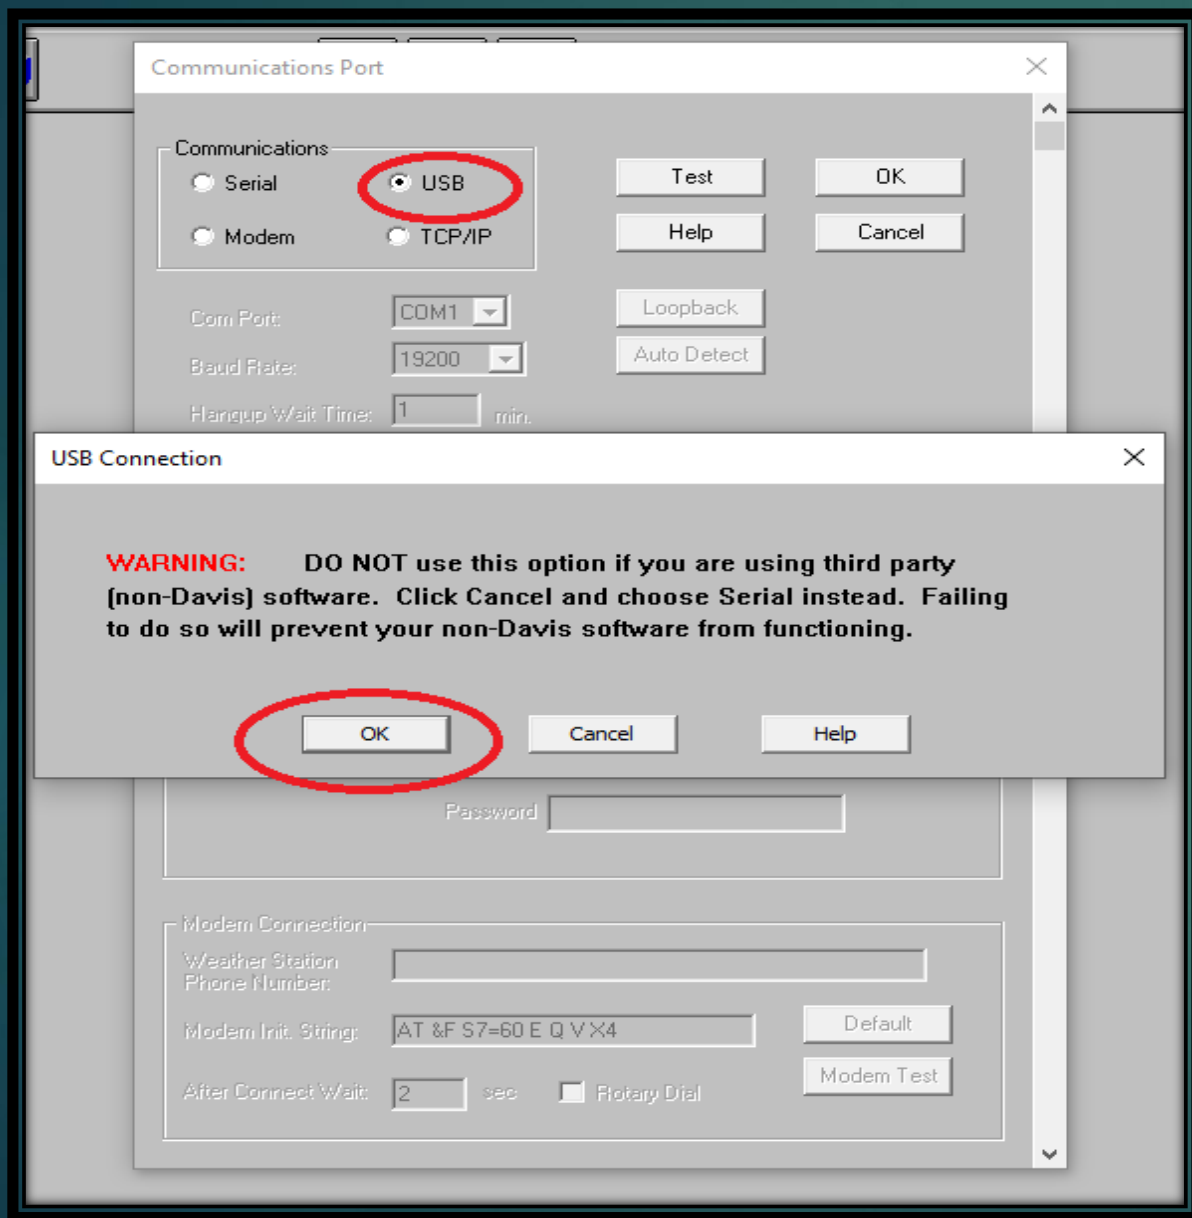 Communications Port
Communications
Serial
USB
Test
OK
Modem
TCP/IP
Help
Cancel
Com Port:
COM1
Loopback
Baud Rate:
19200
Auto Detect
Hangup Wait Time:
1
min.
USB Connection
WARNING: DO NOT use this option if you are using third party
(non-Davis) software. Click Cancel and choose Serial instead. Failing
to do so will prevent your non-Davis software from functioning.
OK
Cancel
Help
Password
Modem Connection
Weather Station
Phone Number:
Modem Init. String:
AT &F S7=60 E Q V X4
Default
After Connect Wait:
2
sec
Rotary Dial
Modem Test